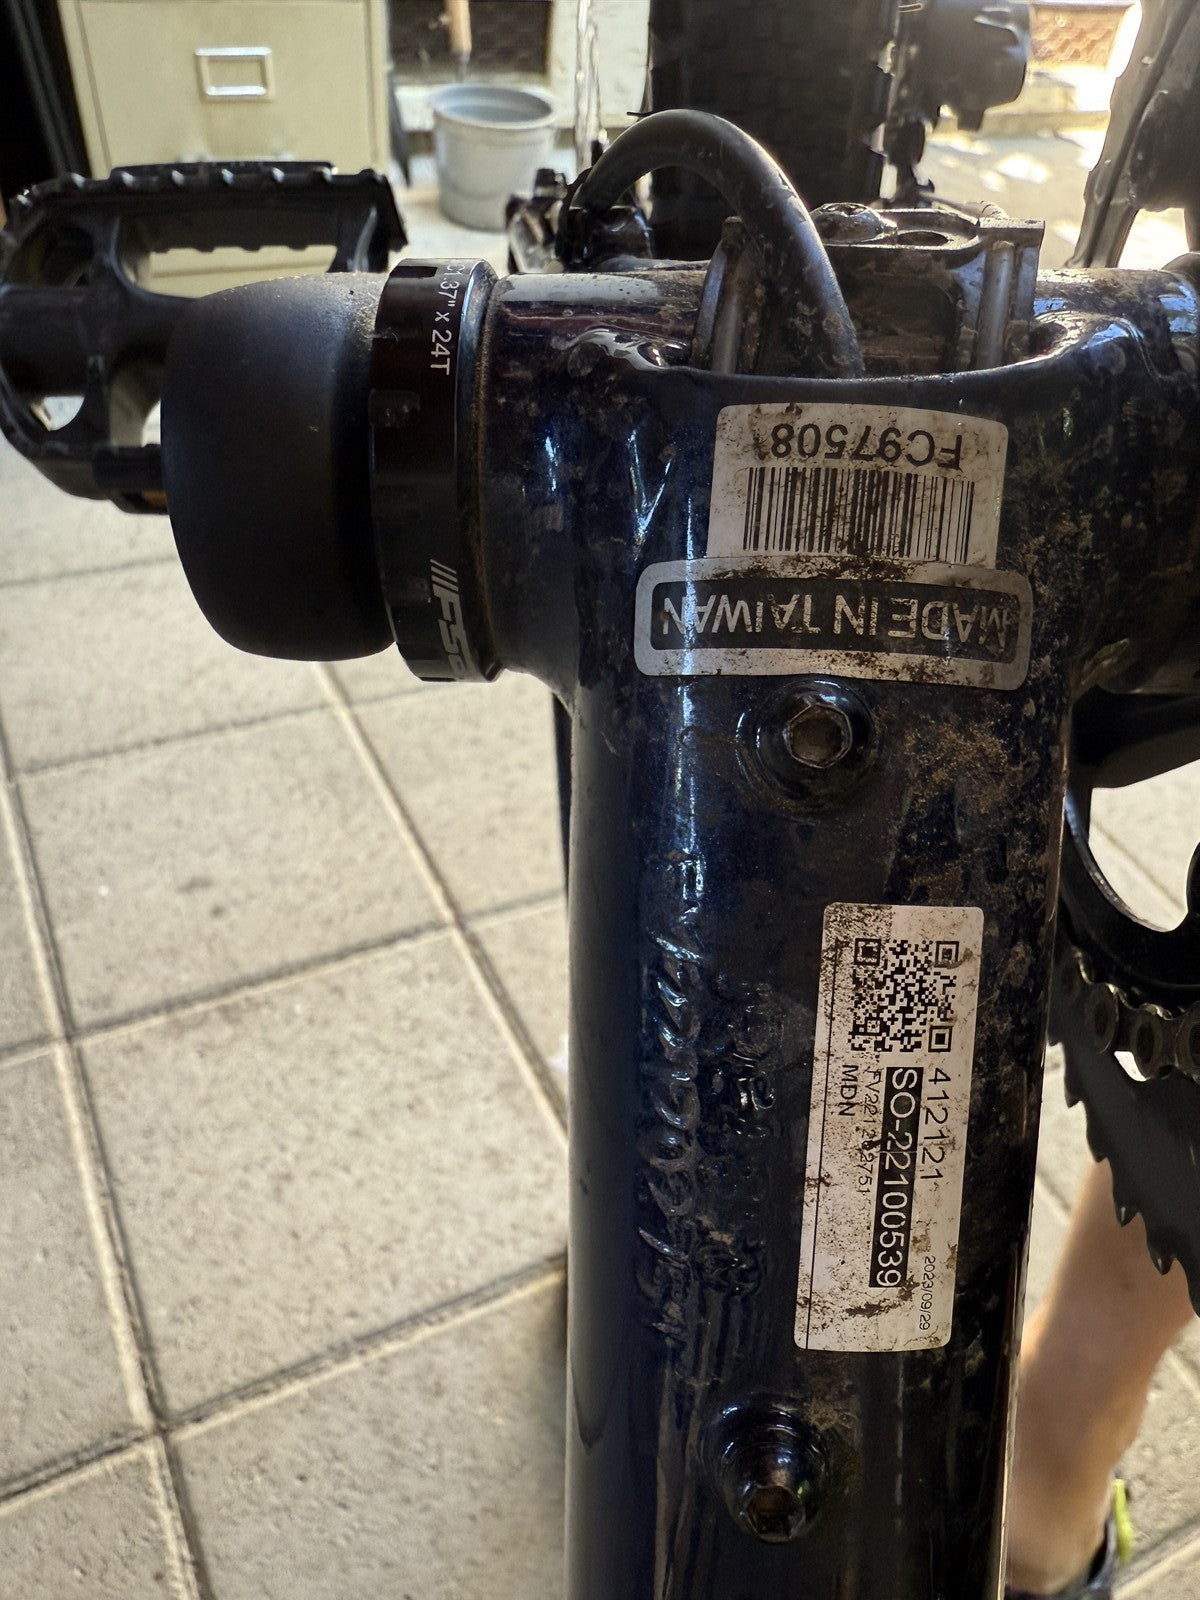 1.37" x 24T
FSA
FC97508
MADE IN TAIWAN
412121
SO-22100539
2023/09/29
MDN